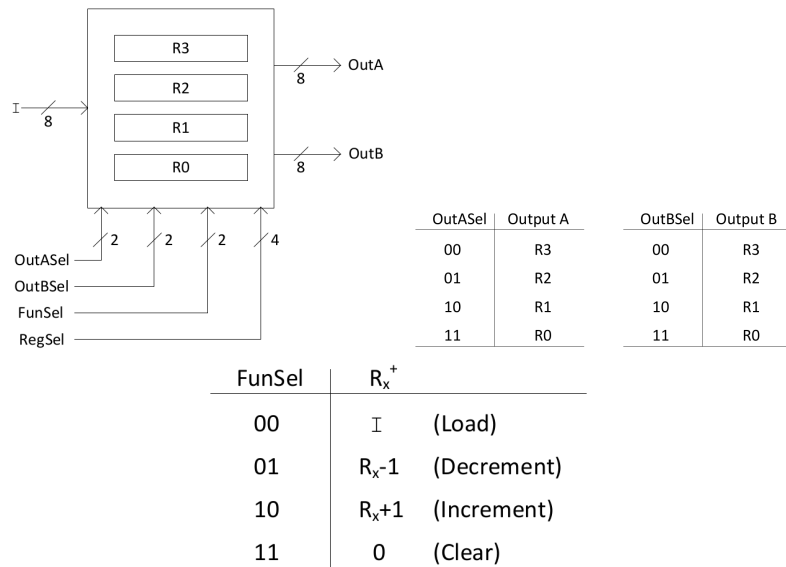 R3
R2
R1
R0
I
8
8
OutA
8
OutB
2
2
2
4
OutASel
OutBSel
FunSel
RegSel
OutASel Output A
00 R3
01 R2
10 R1
11 R0
OutBSel Output B
00 R3
01 R2
10 R1
11 R0
FunSel Rx+
00 I (Load)
01 Rx-1 (Decrement)
10 Rx+1 (Increment)
11 0 (Clear)